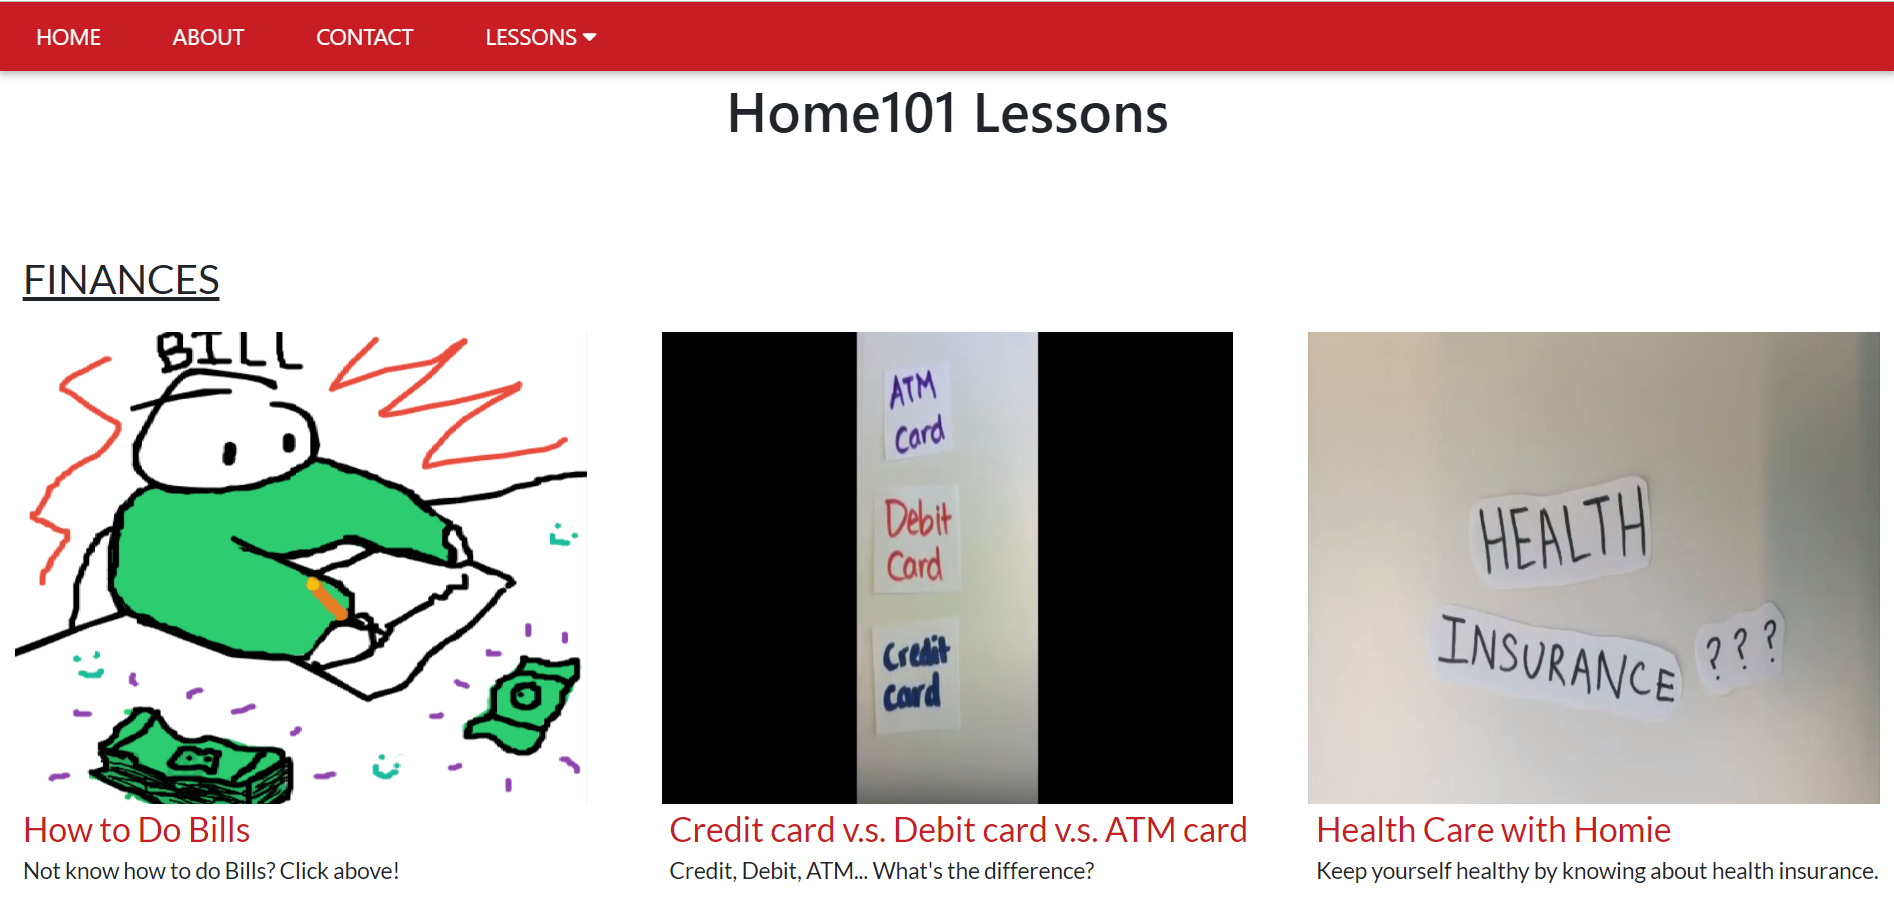 HOME ABOUT CONTACT LESSONS
Home101 Lessons
FINANCES
BILL
ATM
Card
Debit
Card
Credit
Card
HEALTH
INSURANCE ???
How to Do Bills
Not know how to do Bills? Click above!
Credit card v.s. Debit card v.s. ATM card
Credit, Debit, ATM... What's the difference?
Health Care with Homie
Keep yourself healthy by knowing about health insurance.